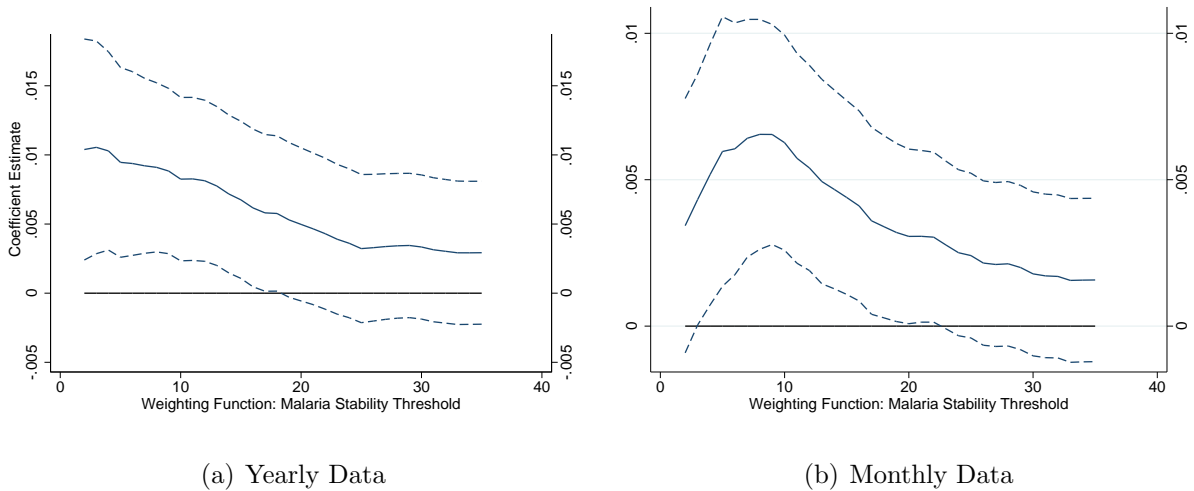 Coefficient Estimate
-.005 0 .005 .01 .015
-.005 0 .005 .01 .015
0 10 20 30 40
Weighting Function: Malaria Stability Threshold
(a) Yearly Data
0 .005 .01
0 .005 .01
0 10 20 30 40
Weighting Function: Malaria Stability Threshold
(b) Monthly Data